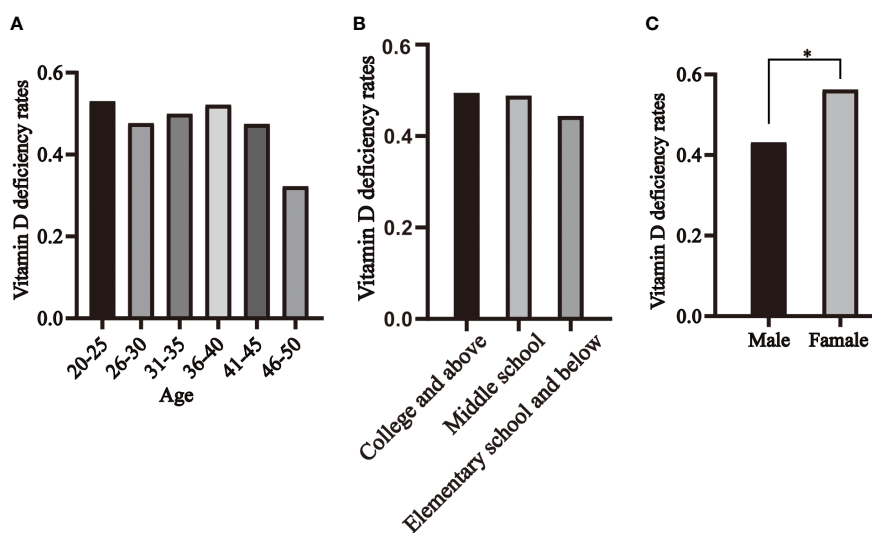 A
Vitamin D deficiency rates
0.6
0.4
0.2
0.0
20-25
26-30
31-35
36-40
41-45
46-50
Age
B
Vitamin D deficiency rates
0.6
0.4
0.2
0.0
College and above
Middle school
Elementary school and below
C
Vitamin D deficiency rates
0.6
0.4
0.2
0.0
*
Male
Famale